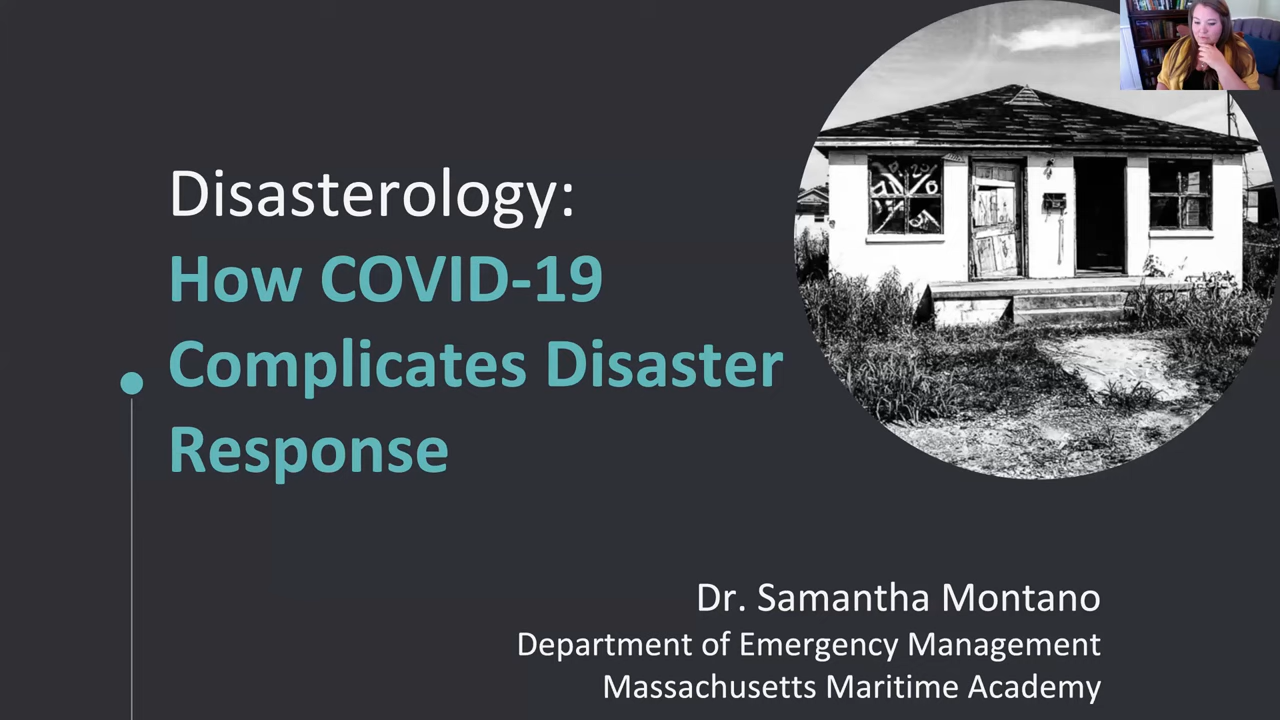 Disasterology:
How COVID-19
Complicates Disaster
Response
Dr. Samantha Montano
Department of Emergency Management
Massachusetts Maritime Academy